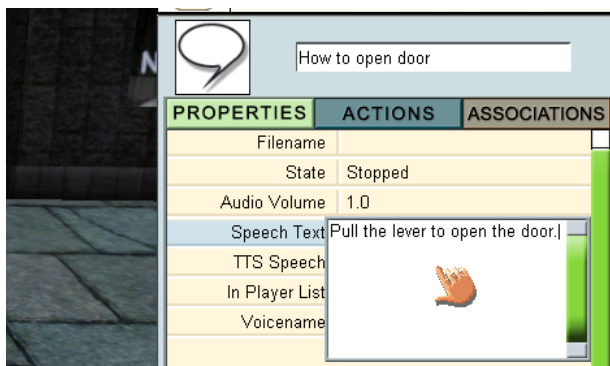 N
How to open door
PROPERTIES ACTIONS ASSOCIATIONS
Filename
State Stopped
Audio Volume 1.0
Speech Text Pull the lever to open the door.
TTS Speech
In Player List
Voicename